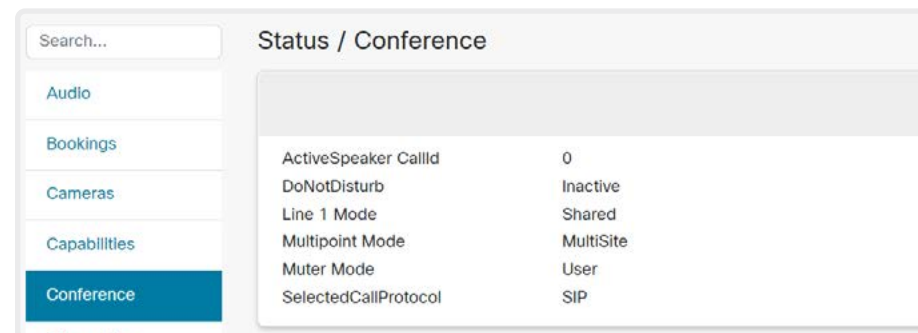 Search...
Status / Conference
Audio
Bookings
Cameras
Capabilities
Conference
ActiveSpeaker CallId 0
DoNotDisturb Inactive
Line 1 Mode Shared
Multipoint Mode MultiSite
Muter Mode User
SelectedCallProtocol SIP